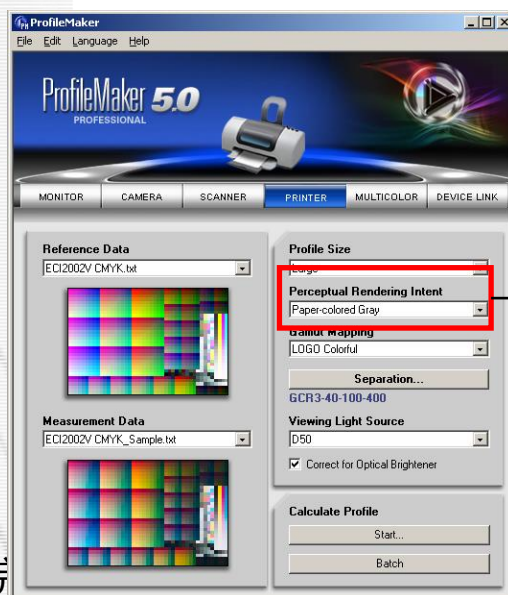 ProfileMaker
File Edit Language Help
ProfileMaker 5.0
PROFESSIONAL
MONITOR CAMERA SCANNER PRINTER MULTICOLOR DEVICE LINK
Reference Data
ECI2002V CMYK.txt
Measurement Data
ECI2002V CMYK_Sample.txt
Profile Size
Large
Perceptual Rendering Intent
Paper-colored Gray
Gamut Mapping
LOGO Colorful
Separation...
GCR3-40-100-400
Viewing Light Source
D50
Correct for Optical Brightener
Calculate Profile
Start...
Batch